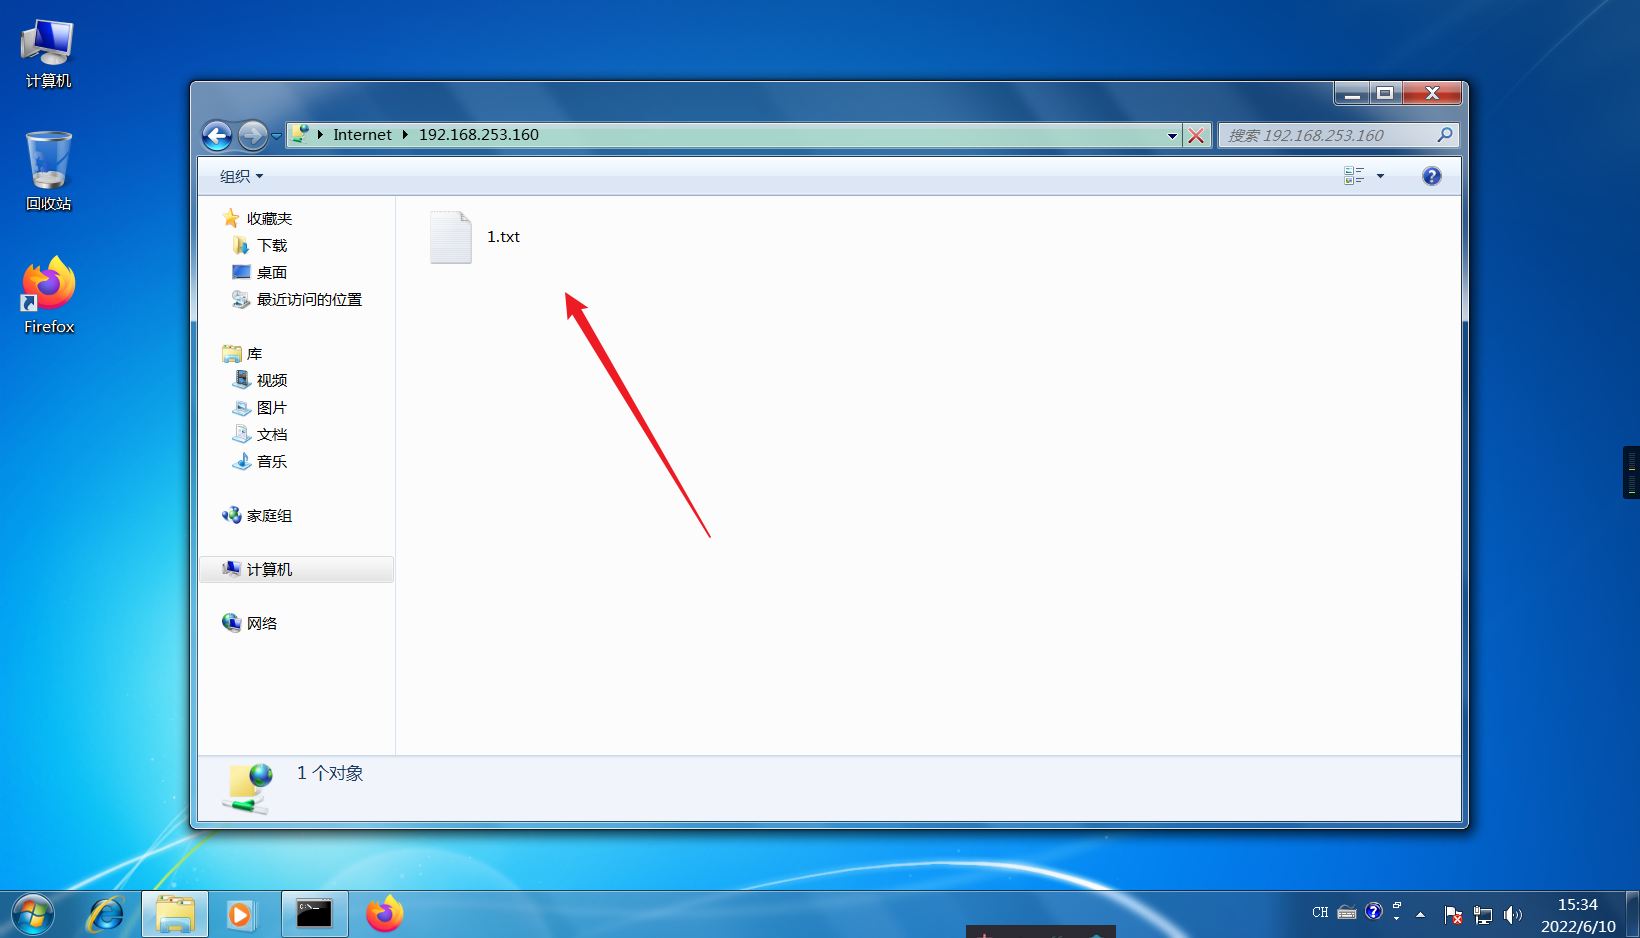 计算机
回收站
Firefox
Internet
192.168.253.160
搜索 192.168.253.160
组织
收藏夹
下载
桌面
最近访问的位置
库
视频
图片
文档
音乐
家庭组
计算机
网络
1.txt
1 个对象
CH
15:34
2022/6/10